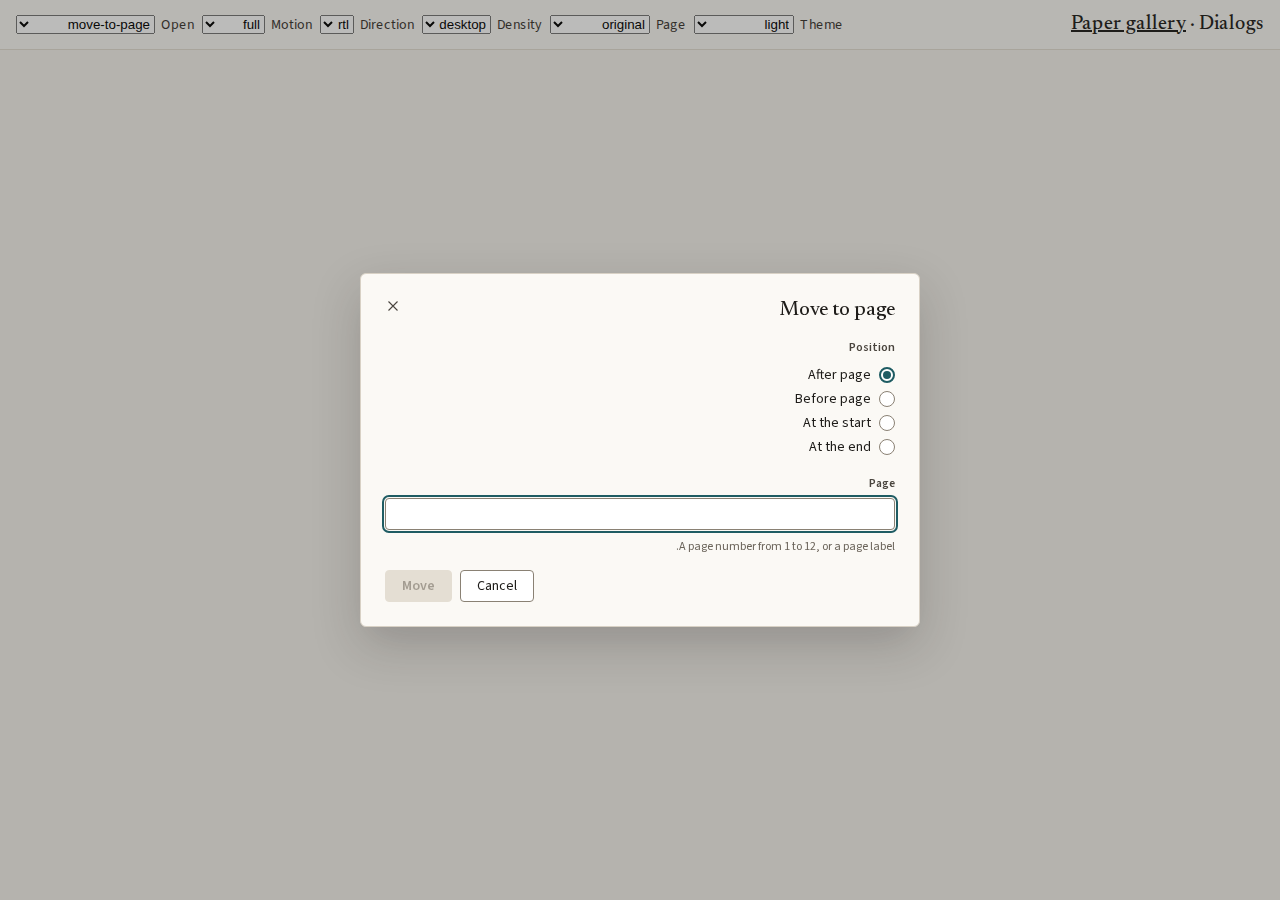 Paper gallery · Dialogs
Theme light Page original Density desktop Direction rtl Motion full Open move-to-page
Move to page
Position
After page
Before page
At the start
At the end
Page
A page number from 1 to 12, or a page label.
Cancel
Move